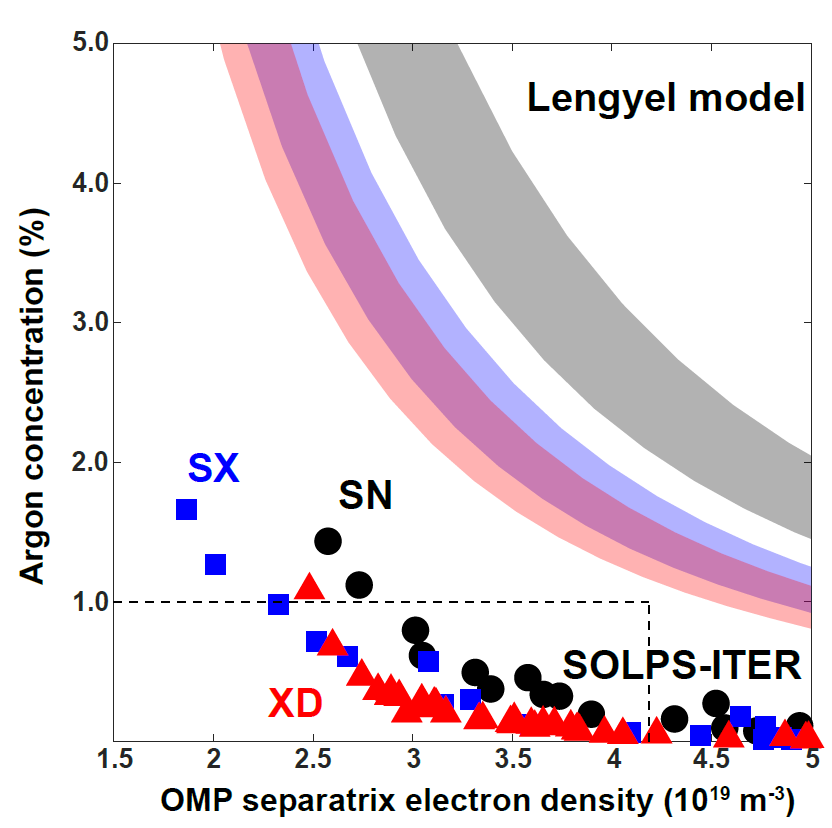 5.0
Lengyel model
4.0
3.0
2.0
1.0
Argon concentration (%)
SX
SN
XD
SOLPS-ITER
1.5 2 2.5 3 3.5 4 4.5 5
OMP separatrix electron density (10¹⁹ m⁻³)